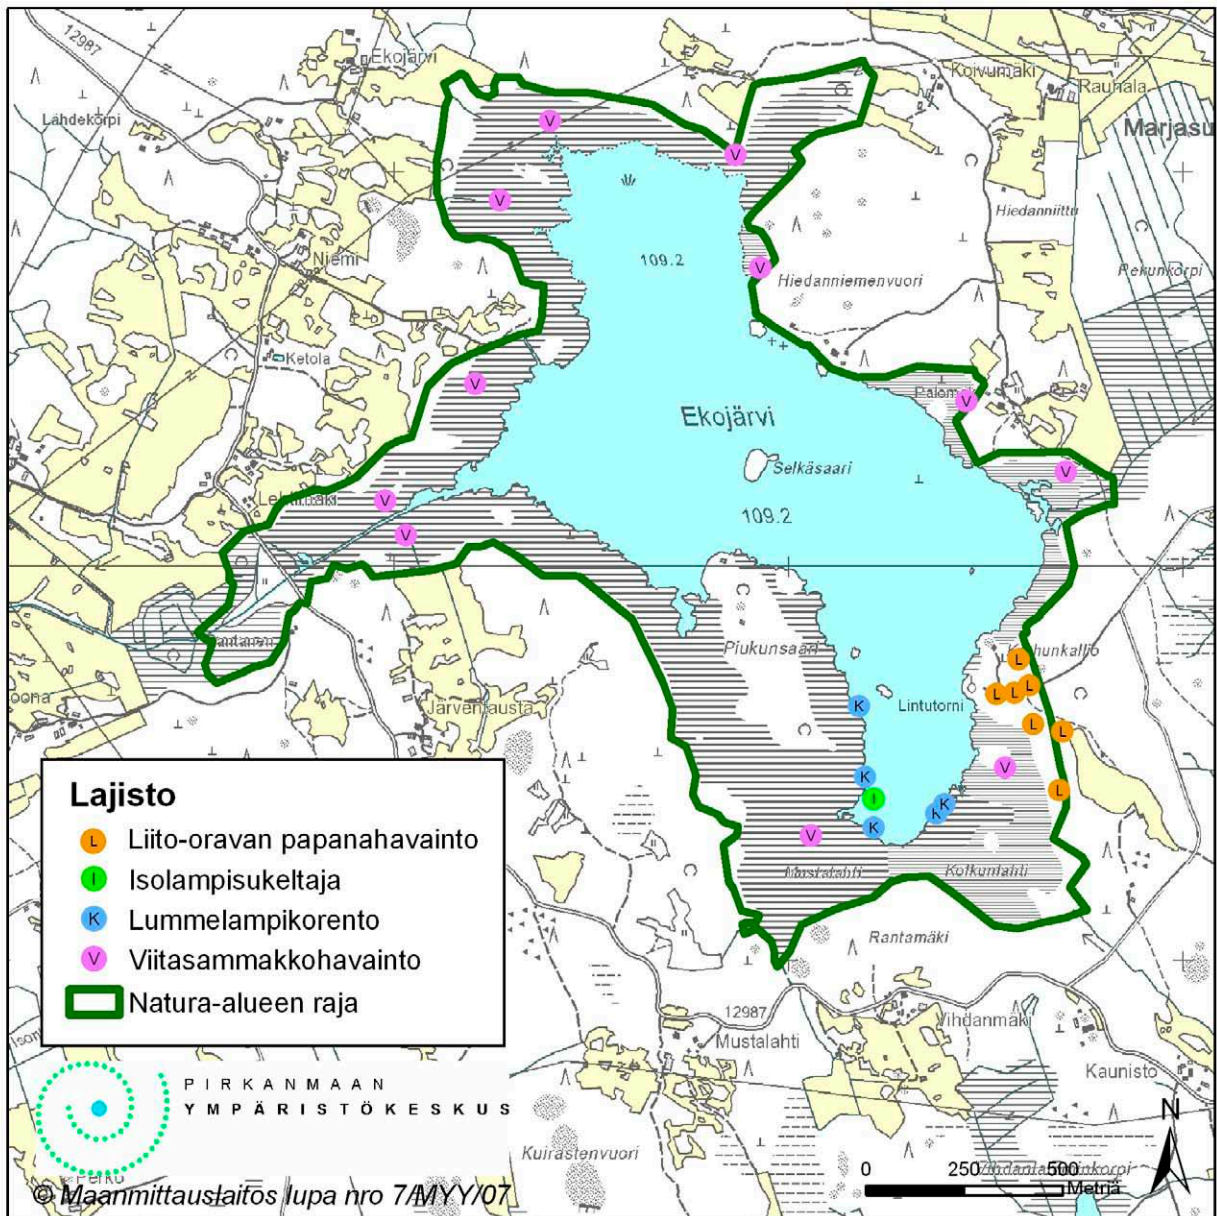 12987
Ekojärvi
Koivumäki
Rauhala
Lähdekorpi
Marjasu
Hiedanniittu
Niemi
109.2
Pekunkorpi
Hiedanniemenvuori
Ketola
Ekojärvi
Selkäsaari
109.2
Piukunsaari
Lintutorni
oona
Järventausta
Lajisto
L Liito-oravan papanahavainto
I Isolampisukeltaja
K Lummelampikorento
V Viitasammakkohavainto
Natura-alueen raja
Mustalahti
Kolkunlahti
Rantamäki
12987
Vihdanmäki
Mustalahti
Kaunisto
PIRKANMAAN
YMPÄRISTÖKESKUS
N
Kuirastenvuori
0 250 500
Metriä
Perko
© Maanmittauslaitos lupa nro 7/MYY/07